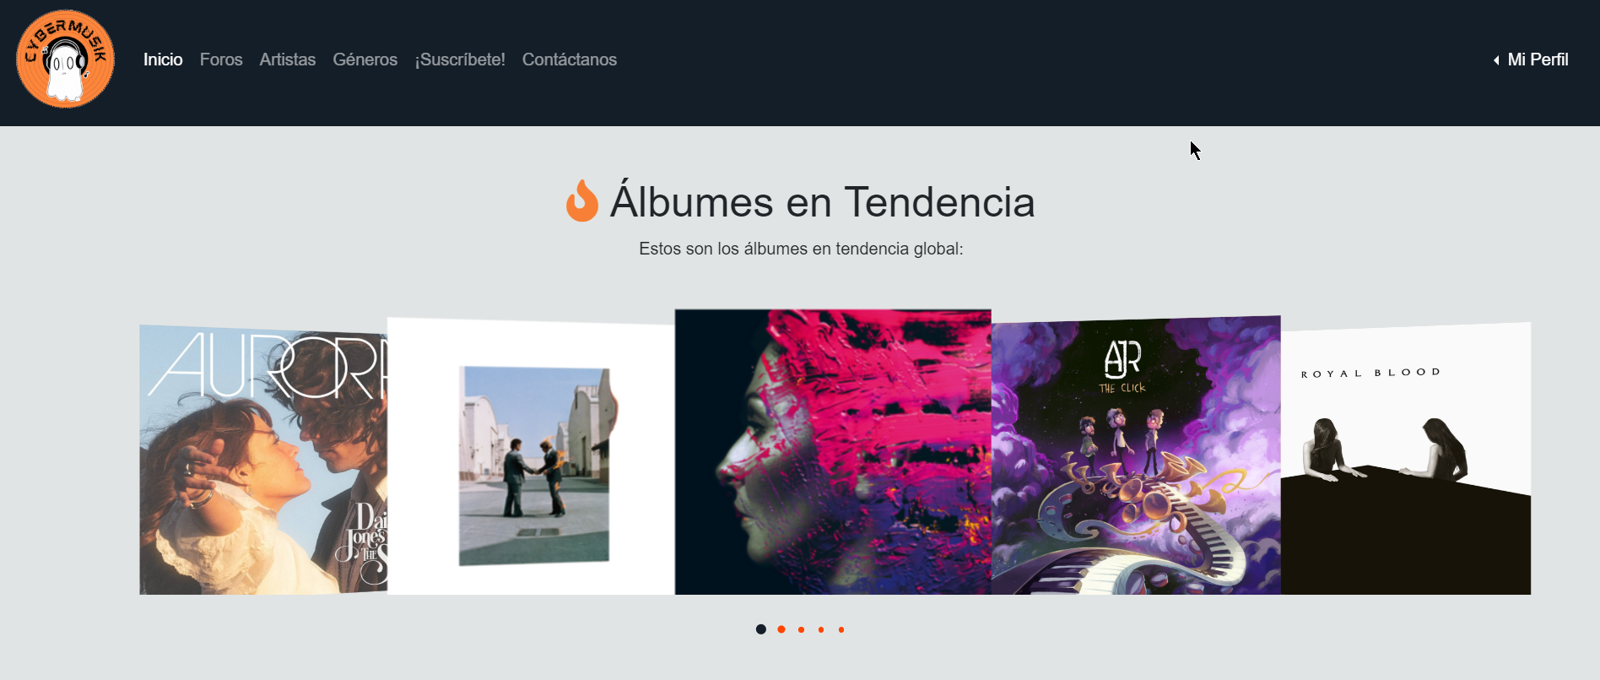 CYBERMUSIK
Inicio Foros Artistas Géneros ¡Suscríbete! Contáctanos
Mi Perfil
Álbumes en Tendencia
Estos son los álbumes en tendencia global:
AURORA
Jones
THE
AJR
THE CLICK
ROYAL BLOOD